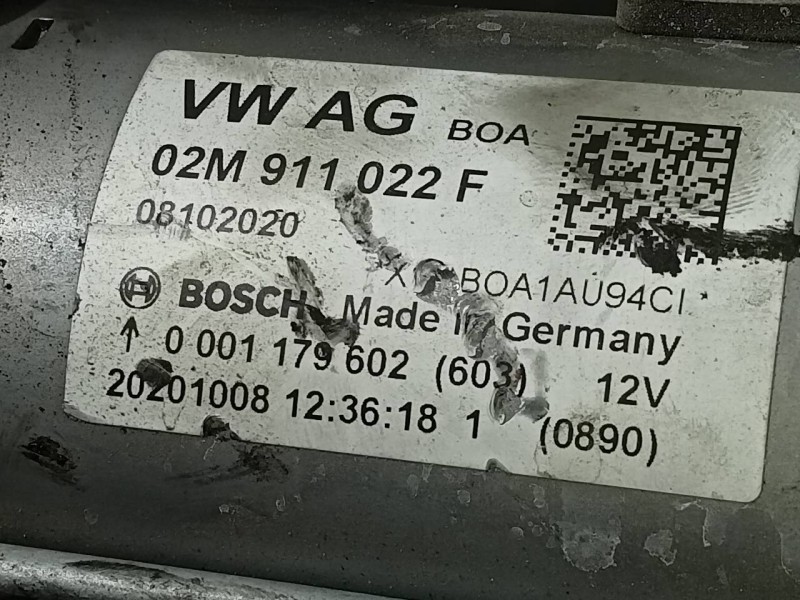 VW AG BOA
02M 911 022 F
08102020
X BOA1AU94CI *
BOSCH Made In Germany
↑ 0 001 179 602 (603) 12V
20201008 12:36:18 1 (0890)